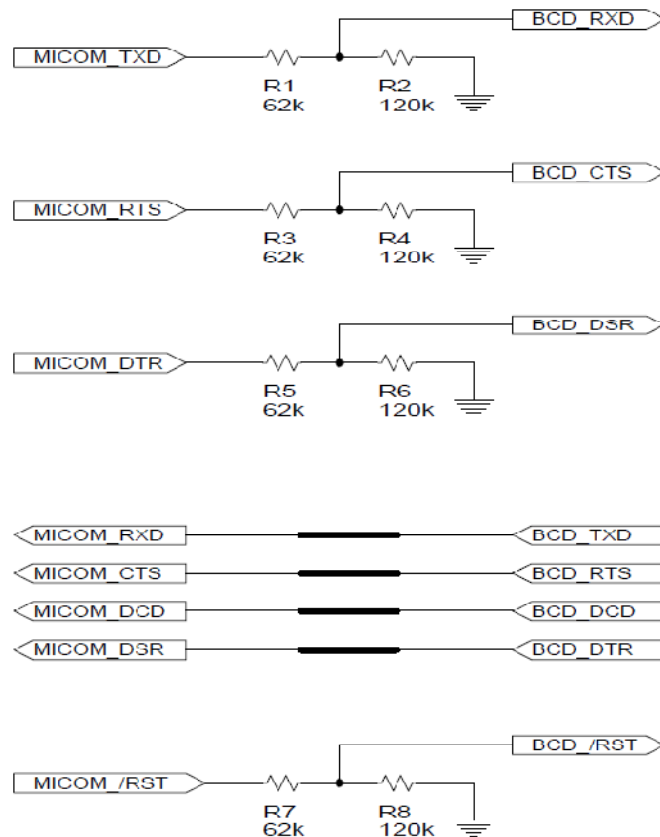 BCD_RXD
MICOM_TXD
R1 R2
62k 120k
BCD_CTS
MICOM_RTS
R3 R4
62k 120k
BCD_DSR
MICOM_DTR
R5 R6
62k 120k
MICOM_RXD BCD_TXD
MICOM_CTS BCD_RTS
MICOM_DCD BCD_DCD
MICOM_DSR BCD_DTR
BCD_/RST
MICOM_/RST
R7 R8
62k 120k